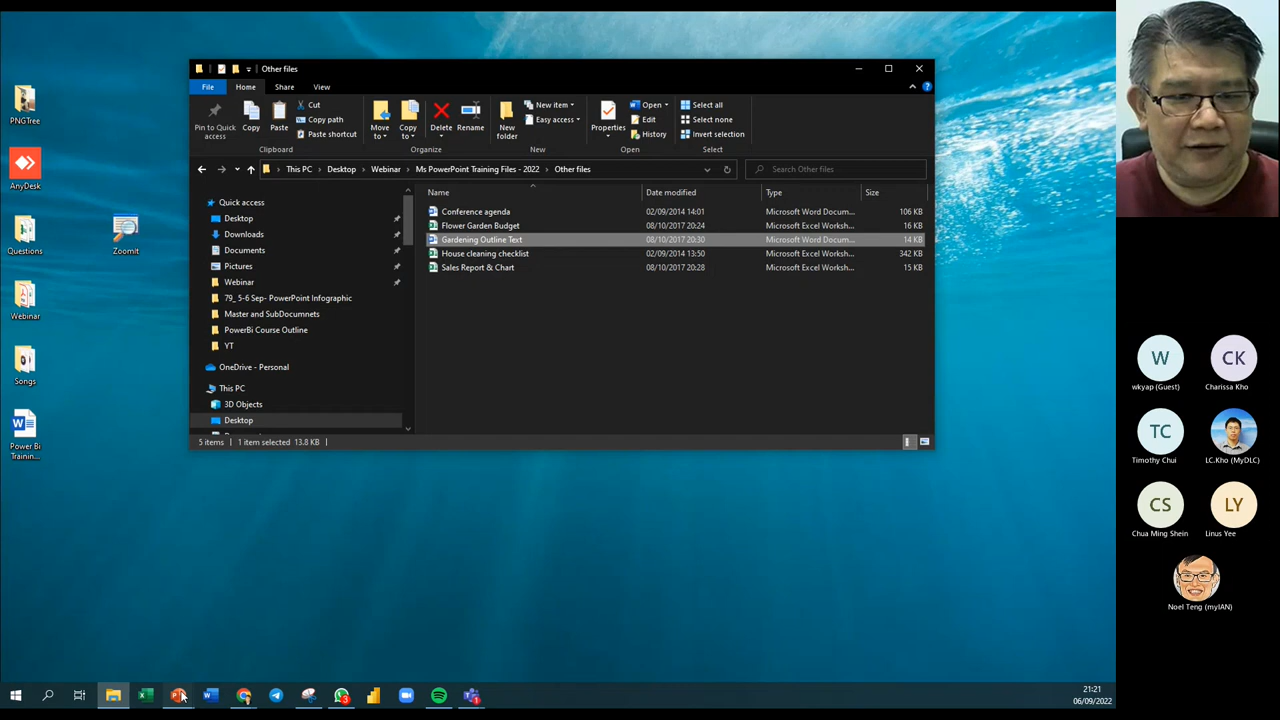 Other files
File Home Share View
Pin to Quick access
Copy
Paste
Cut
Copy path
Paste shortcut
Clipboard
Move to
Copy to
Delete
Rename
Organize
New folder
New item
Easy access
New
Properties
Open
Edit
History
Open
Select all
Select none
Invert selection
Select
This PC Desktop Webinar Ms PowerPoint Training Files - 2022 Other files
Search Other files
Quick access
Desktop
Downloads
Documents
Pictures
Webinar
79_ 5-6 Sep- PowerPoint Infographic
Master and SubDocumnets
PowerBi Course Outline
YT
OneDrive - Personal
This PC
3D Objects
Desktop
Name Date modified Type Size
Conference agenda 02/09/2014 14:01 Microsoft Word Docum... 106 KB
Flower Garden Budget 08/10/2017 20:24 Microsoft Excel Worksh... 16 KB
Gardening Outline Text 08/10/2017 20:30 Microsoft Word Docum... 14 KB
House cleaning checklist 02/09/2014 13:50 Microsoft Excel Worksh... 342 KB
Sales Report & Chart 08/10/2017 20:28 Microsoft Excel Worksh... 15 KB
5 items 1 item selected 13.8 KB
PNGTree
AnyDesk
Questions
ZoomIt
Webinar
Songs
Power Bi Trainin...
W
wkyap (Guest)
CK
Charissa Kho
TC
Timothy Chui
LC.Kho (MyDLC)
CS
Chua Ming Shein
LY
Linus Yee
Noel Teng (myIAN)
21:21
06/09/2022